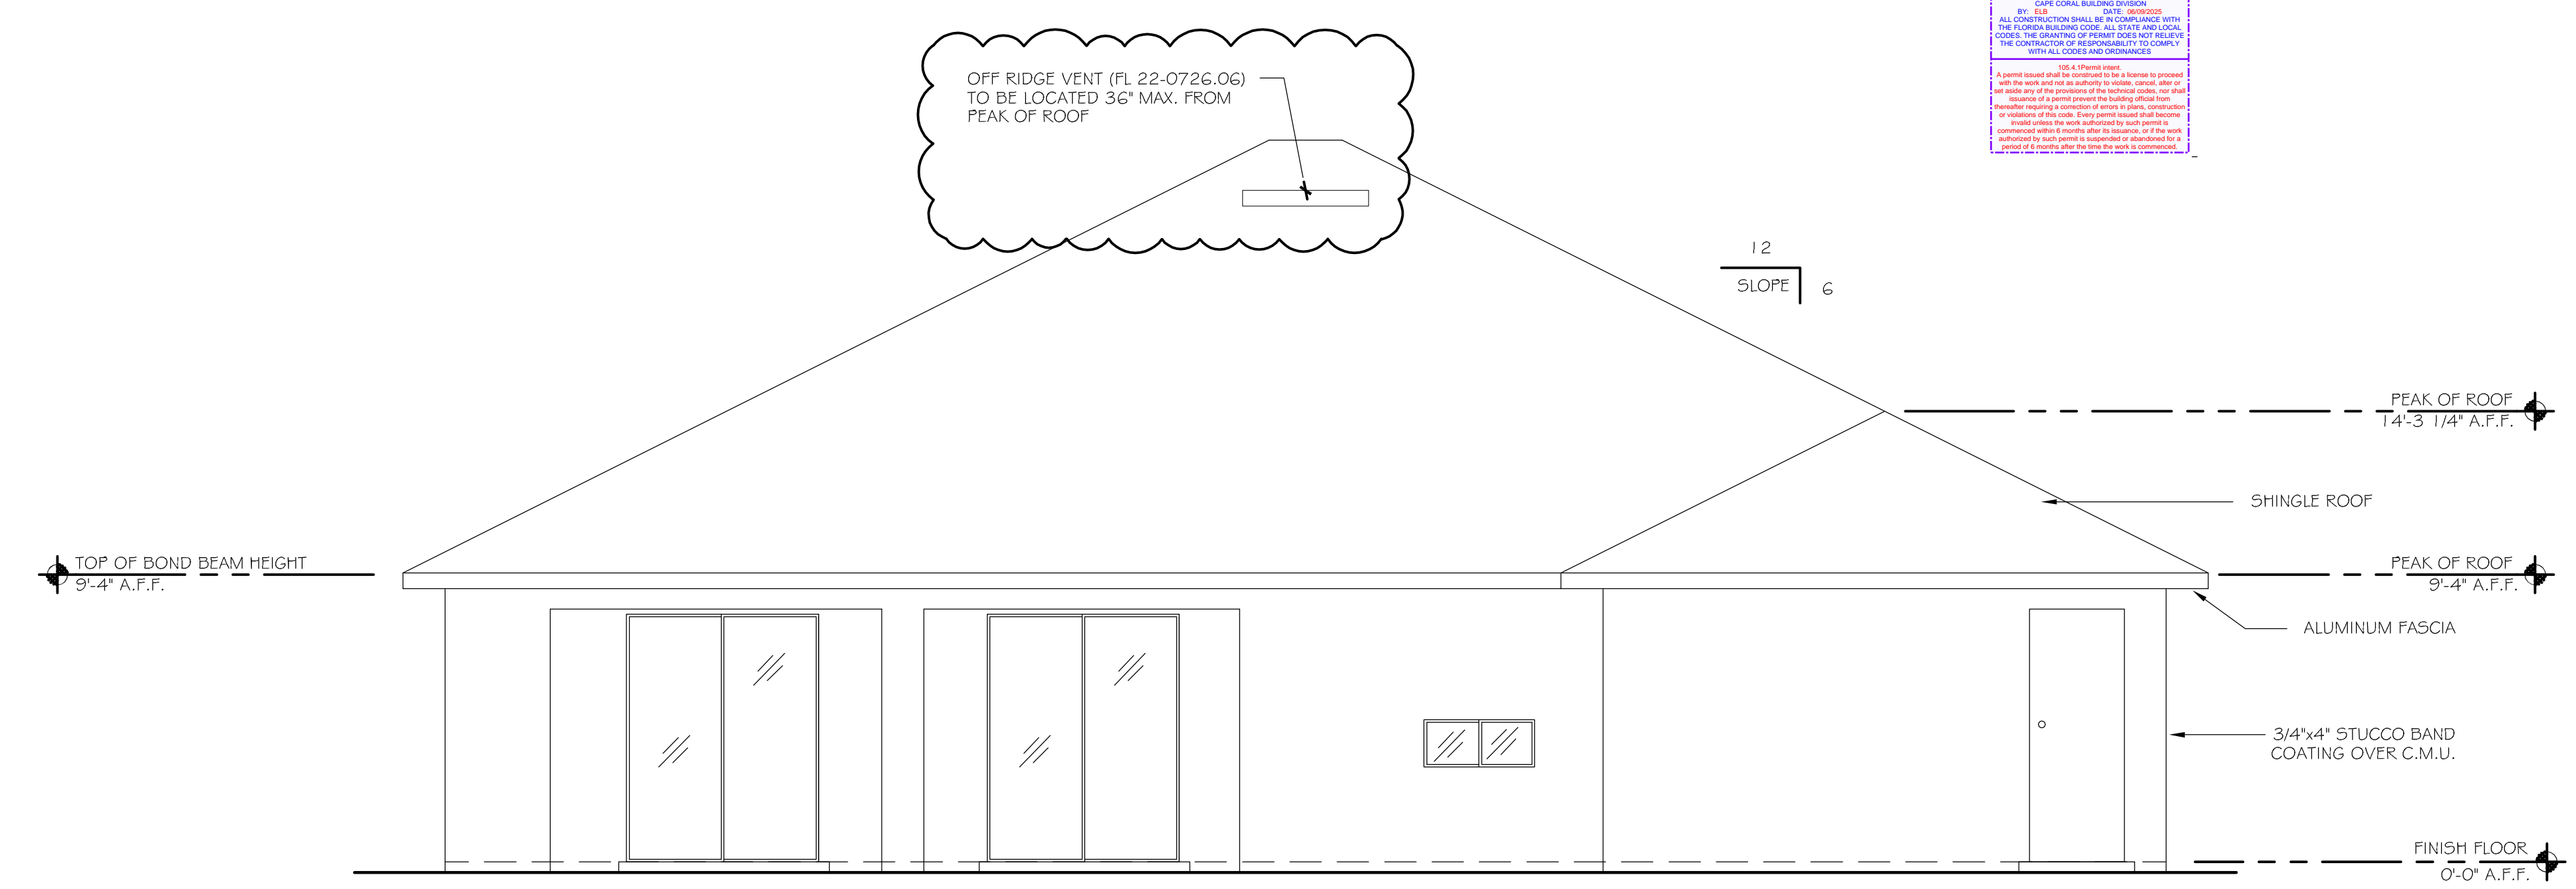 CAPE CORAL BUILDING DIVISION
BY: ELB DATE: 06/09/2025
ALL CONSTRUCTION SHALL BE IN COMPLIANCE WITH
THE FLORIDA BUILDING CODE. ALL STATE AND LOCAL
CODES. THE GRANTING OF PERMIT DOES NOT RELIEVE
THE CONTRACTOR OF RESPONSABILITY TO COMPLY
WITH ALL CODES AND ORDINANCES
105.4.1Permit intent.
A permit issued shall be construed to be a license to proceed
with the work and not as authority to violate, cancel, alter or
set aside any of the provisions of the technical codes, nor shall
issuance of a permit prevent the building official from
thereafter requiring a correction of errors in plans, construction
or violations of this code. Every permit issued shall become
invalid unless the work authorized by such permit is
commenced within 6 months after its issuance, or if the work
authorized by such permit is suspended or abandoned for a
period of 6 months after the time the work is commenced.
OFF RIDGE VENT (FL 22-0726.06)
TO BE LOCATED 36" MAX. FROM
PEAK OF ROOF
12
SLOPE 6
PEAK OF ROOF
14'-3 1/4" A.F.F.
SHINGLE ROOF
TOP OF BOND BEAM HEIGHT
9'-4" A.F.F.
PEAK OF ROOF
9'-4" A.F.F.
ALUMINUM FASCIA
3/4"x4" STUCCO BAND
COATING OVER C.M.U.
FINISH FLOOR
0'-0" A.F.F.